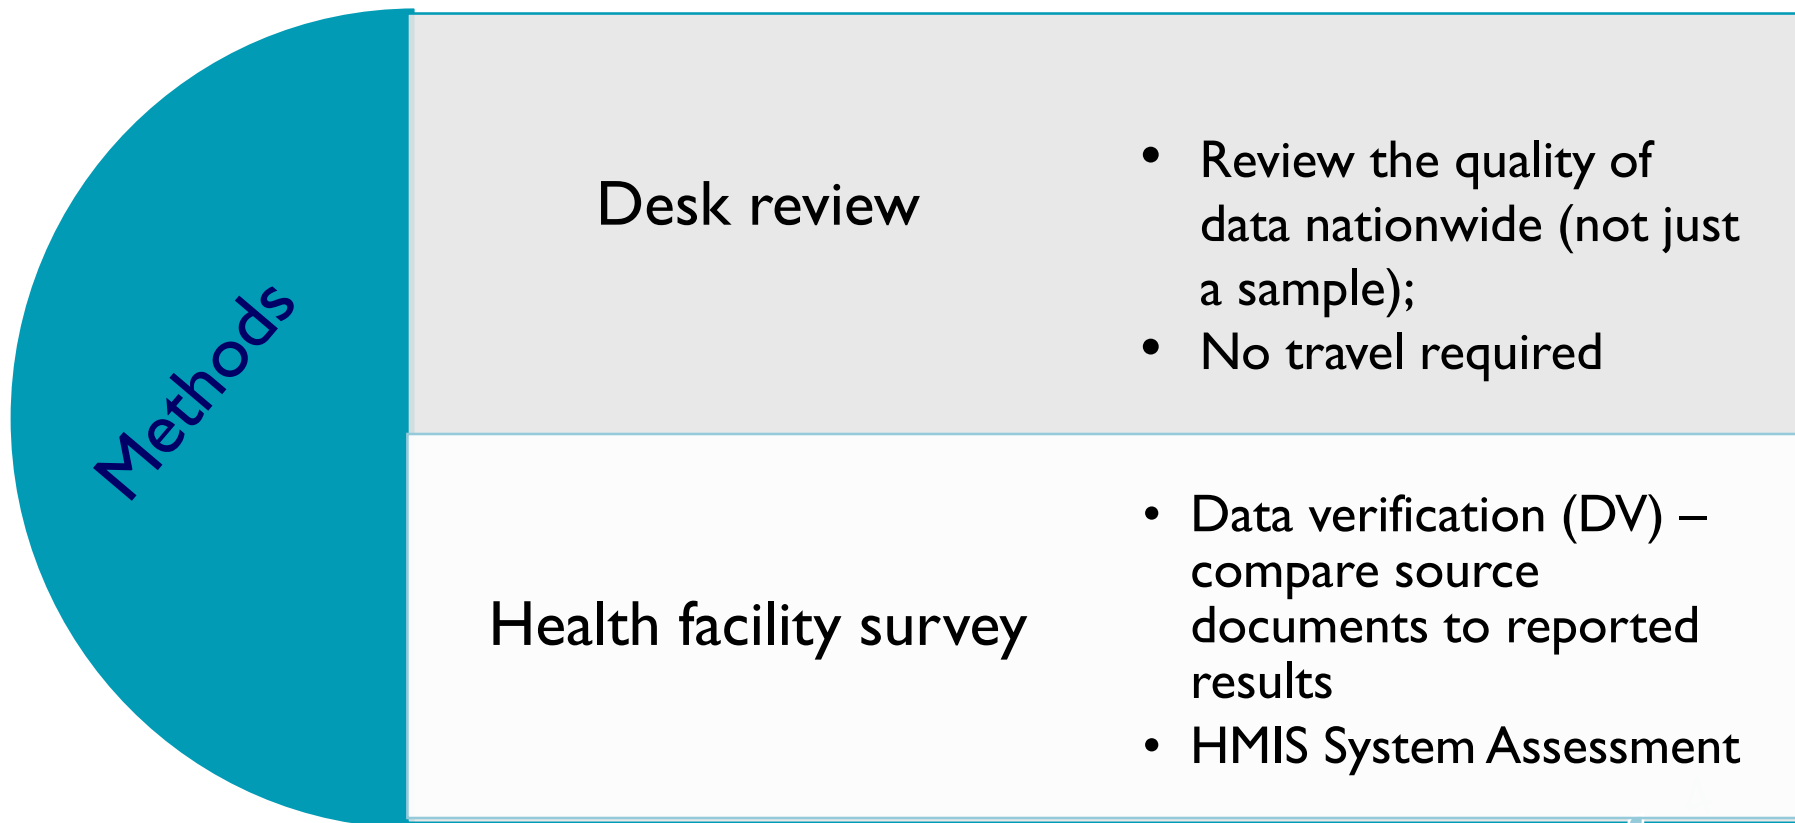 Methods
Desk review
• Review the quality of
data nationwide (not just
a sample);
• No travel required
Health facility survey
• Data verification (DV) –
compare source
documents to reported
results
• HMIS System Assessment